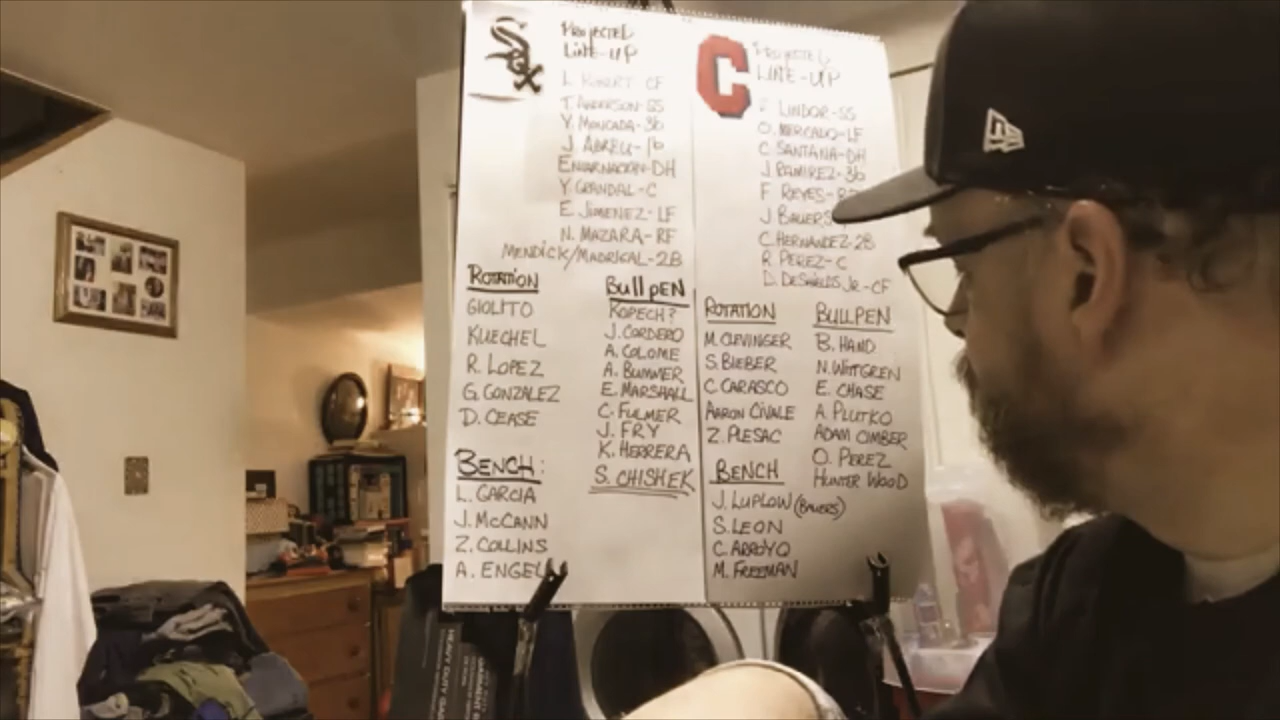 Sox
PROJECTED
LINE-UP
L. ROBERT CF
T. ANDERSON-SS
Y. MONCADA-3b
J. ABREU-1b
ENCARNACION-DH
Y. GRANDAL-C
E. JIMENEZ-LF
N. MAZARA-RF
MENDICK/MADRIGAL-2B
ROTATION
GIOLITO
KUECHEL
R. LOPEZ
G. GONZALEZ
D. CEASE
BENCH:
L. GARCIA
J. McCANN
Z. COLLINS
A. ENGEL
BullpEN
KOPECH?
J. CORDERO
A. COLOME
A. BUMMER
E. MARSHALL
C. FULMER
J. FRY
K. HERRERA
S. CHISHEK
C
PROJECTED
LINE-UP
LINDOR-SS
O. MERCADO-LF
C. SANTANA-DH
J. RAMIREZ-3b
F. REYES-
J. BAUERS
C. HERNANDEZ-2B
R. PEREZ-C
D. DESHIELDS JR.-CF
ROTATION
M. CLEVINGER
S. BIEBER
C. CARASCO
AARON CIVALE
Z. PLESAC
BENCH
J. LUPLOW (BAUERS)
S. LEON
C. ARROYO
M. FREEMAN
BULLPEN
B. HAND
N. WITTGREN
E. CHASE
A. PLUTKO
ADAM CIMBER
O. PEREZ
HUNTER WOOD
HEAVY DUTY